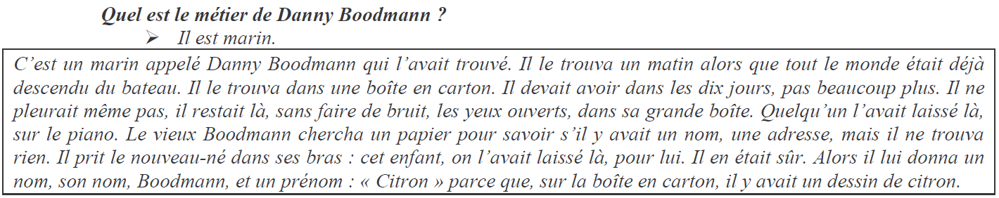 Quel est le métier de Danny Boodmann ?
➢ Il est marin.
C’est un marin appelé Danny Boodmann qui l’avait trouvé. Il le trouva un matin alors que tout le monde était déjà
descendu du bateau. Il le trouva dans une boîte en carton. Il devait avoir dans les dix jours, pas beaucoup plus. Il ne
pleurait même pas, il restait là, sans faire de bruit, les yeux ouverts, dans sa grande boîte. Quelqu’un l’avait laissé là,
sur le piano. Le vieux Boodmann chercha un papier pour savoir s’il y avait un nom, une adresse, mais il ne trouva
rien. Il prit le nouveau-né dans ses bras : cet enfant, on l’avait laissé là, pour lui. Il en était sûr. Alors il lui donna un
nom, son nom, Boodmann, et un prénom : « Citron » parce que, sur la boîte en carton, il y avait un dessin de citron.